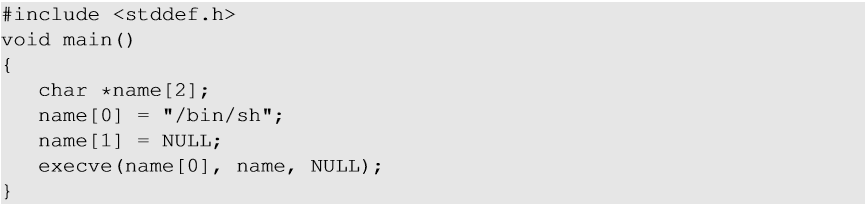 #include <stddef.h>
void main()
{
   char *name[2];
   name[0] = "/bin/sh";
   name[1] = NULL;
   execve(name[0], name, NULL);
}